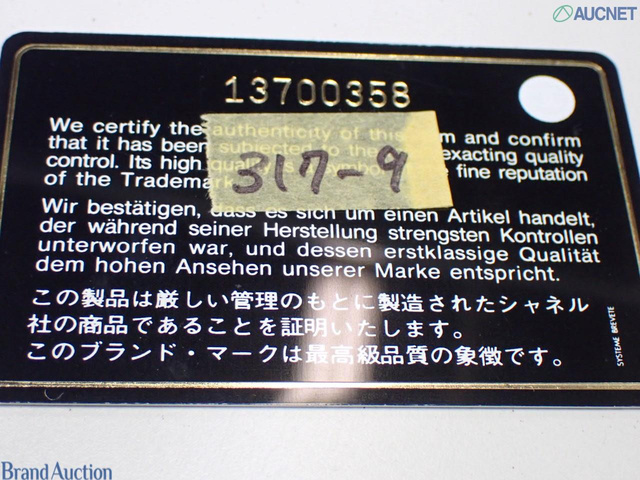 AUCNET
13700358
We certify the authenticity of this item and confirm
that it has been subjected to the exacting quality
control. Its high quality is symbol fine reputation
of the Trademark
317-9
Wir bestätigen, dass es sich um einen Artikel handelt,
der während seiner Herstellung strengsten Kontrollen
unterworfen war, und dessen erstklassige Qualität
dem hohen Ansehen unserer Marke entspricht.
この製品は厳しい管理のもとに製造されたシャネル
社の商品であることを証明いたします。
このブランド・マークは最高級品質の象徴です。
SYSTEME BREVETE
Brand Auction